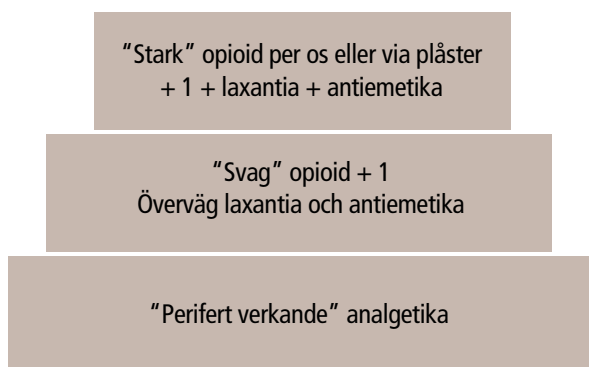 ”Stark” opioid per os eller via plåster
+ 1 + laxantia + antiemetika
”Svag” opioid + 1
Överväg laxantia och antiemetika
”Perifert verkande” analgetika